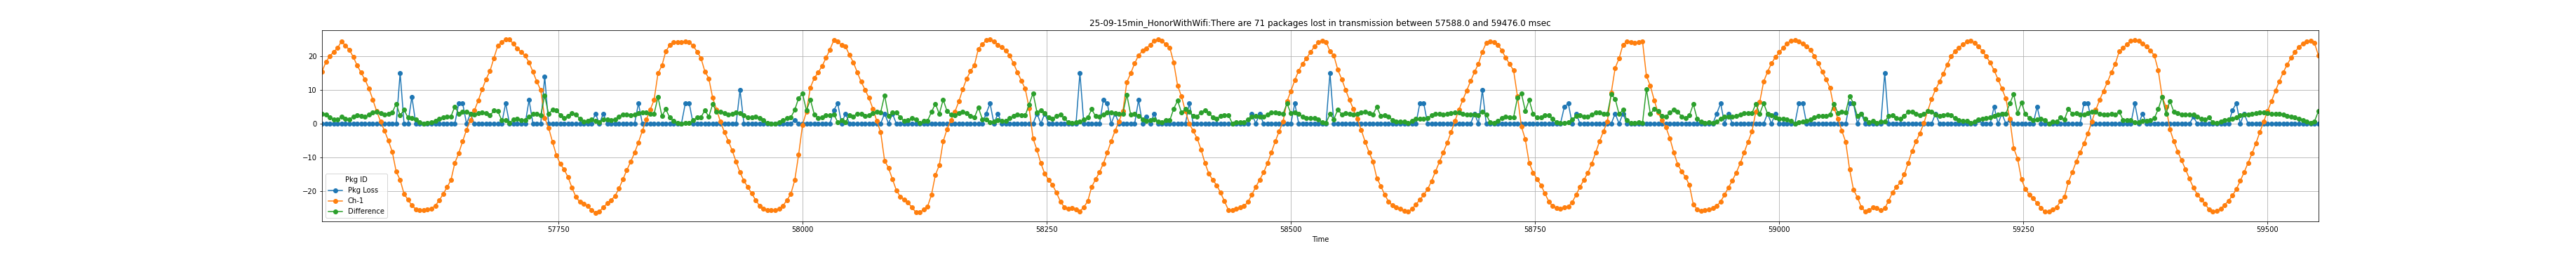 25-09-15min_HonorWithWifi:There are 71 packages lost in transmission between 57588.0 and 59476.0 msec
20
10
0
−10
−20
Pkg ID
Pkg Loss
Ch-1
Difference
57750 58000 58250 58500 58750 59000 59250 59500
Time